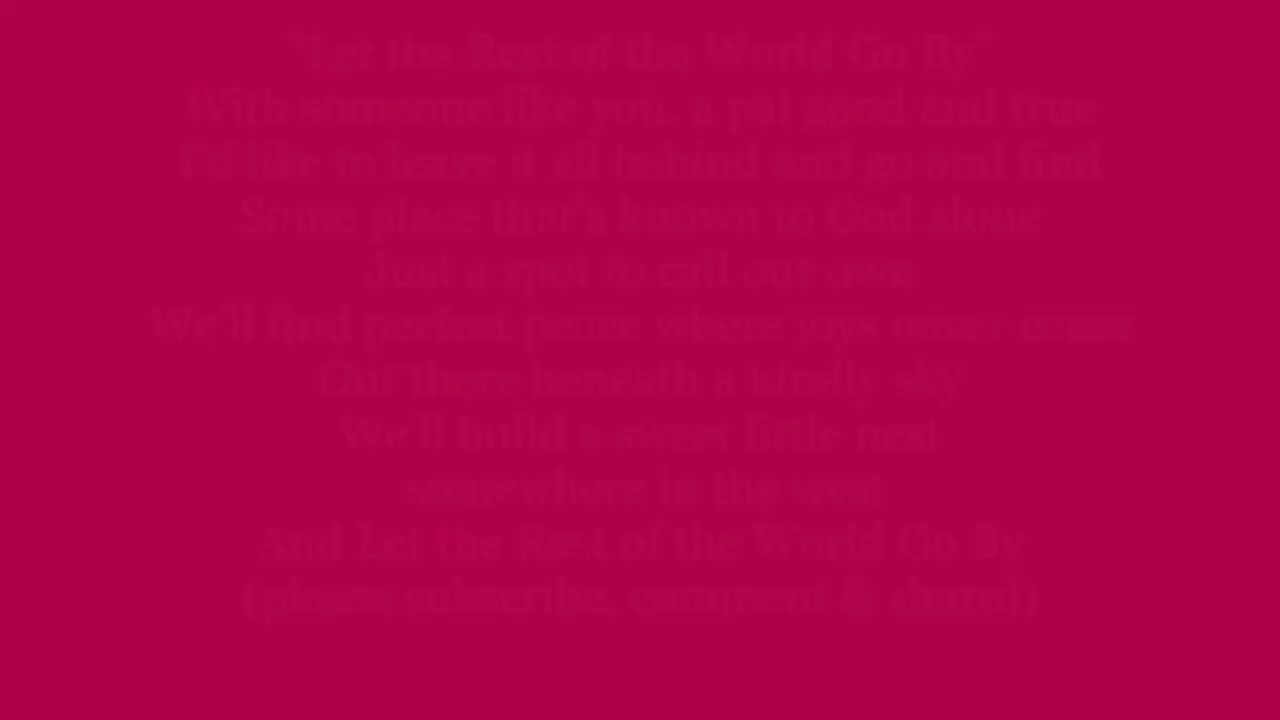 "Let the Rest of the World Go By"
With someone like you, a pal good and true
I'd like to leave it all behind and go and find
Some place that's known to God alone
Just a spot to call our own
We'll find perfect peace where joys never cease
Out there beneath a kindly sky
We'll build a sweet little nest
somewhere in the west
And Let the Rest of the World Go By
(please subscribe, comment & share!)